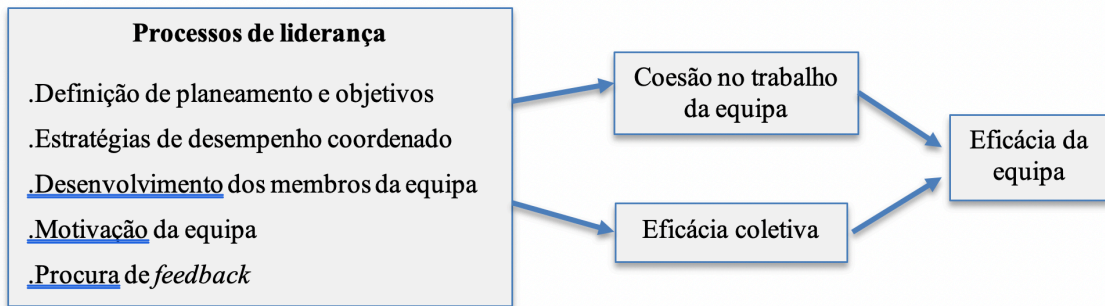 Processos de liderança
.Definição de planeamento e objetivos
.Estratégias de desempenho coordenado
.Desenvolvimento dos membros da equipa
.Motivação da equipa
.Procura de feedback
Coesão no trabalho
da equipa
Eficácia coletiva
Eficácia da
equipa